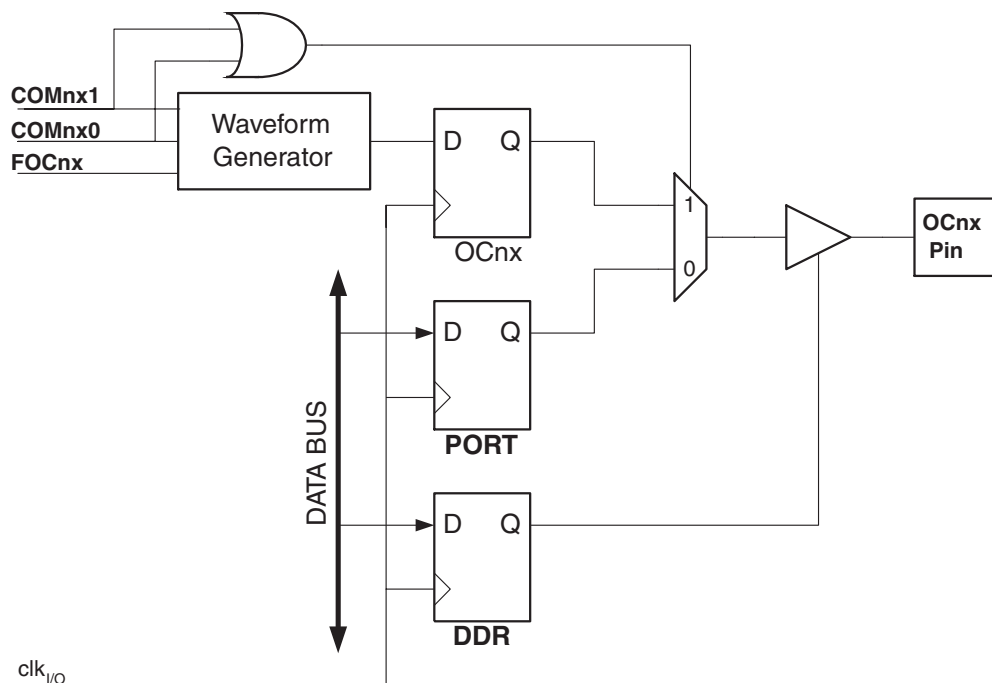 COMnx1
COMnx0
FOCnx
Waveform
Generator
D Q
OCnx
1
0
OCnx
Pin
D Q
PORT
DATA BUS
D Q
DDR
clkI/O